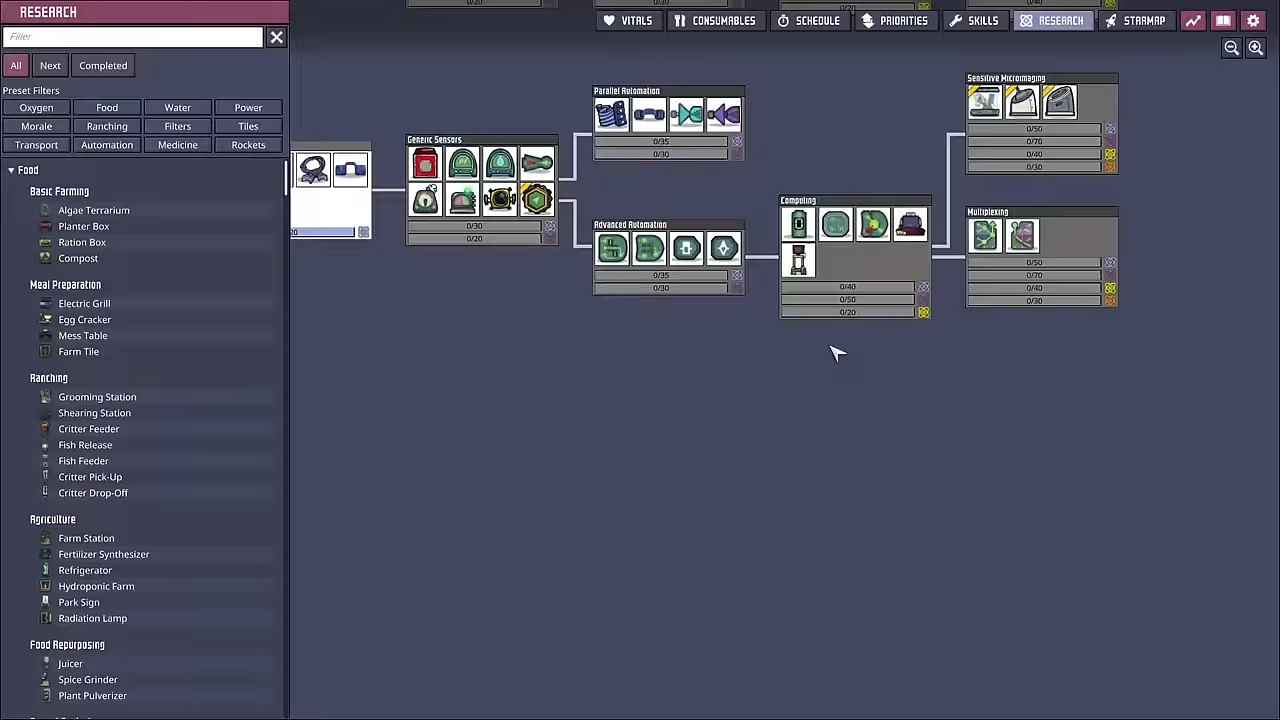 RESEARCH
VITALS
CONSUMABLES
SCHEDULE
PRIORITIES
SKILLS
RESEARCH
STARMAP
Filter
All
Next
Completed
Preset Filters
Oxygen
Food
Water
Power
Morale
Ranching
Filters
Tiles
Transport
Automation
Medicine
Rockets
Food
Basic Farming
Algae Terrarium
Planter Box
Ration Box
Compost
Meal Preparation
Electric Grill
Egg Cracker
Mess Table
Farm Tile
Ranching
Grooming Station
Shearing Station
Critter Feeder
Fish Release
Fish Feeder
Critter Pick-Up
Critter Drop-Off
Agriculture
Farm Station
Fertilizer Synthesizer
Refrigerator
Hydroponic Farm
Park Sign
Radiation Lamp
Food Repurposing
Juicer
Spice Grinder
Plant Pulverizer
Generic Sensors
0/30
0/20
Parallel Automation
0/35
0/30
Advanced Automation
0/35
0/30
Computing
0/40
0/50
0/20
Sensitive Microimaging
0/50
0/70
0/40
0/30
Multiplexing
0/50
0/70
0/40
0/30